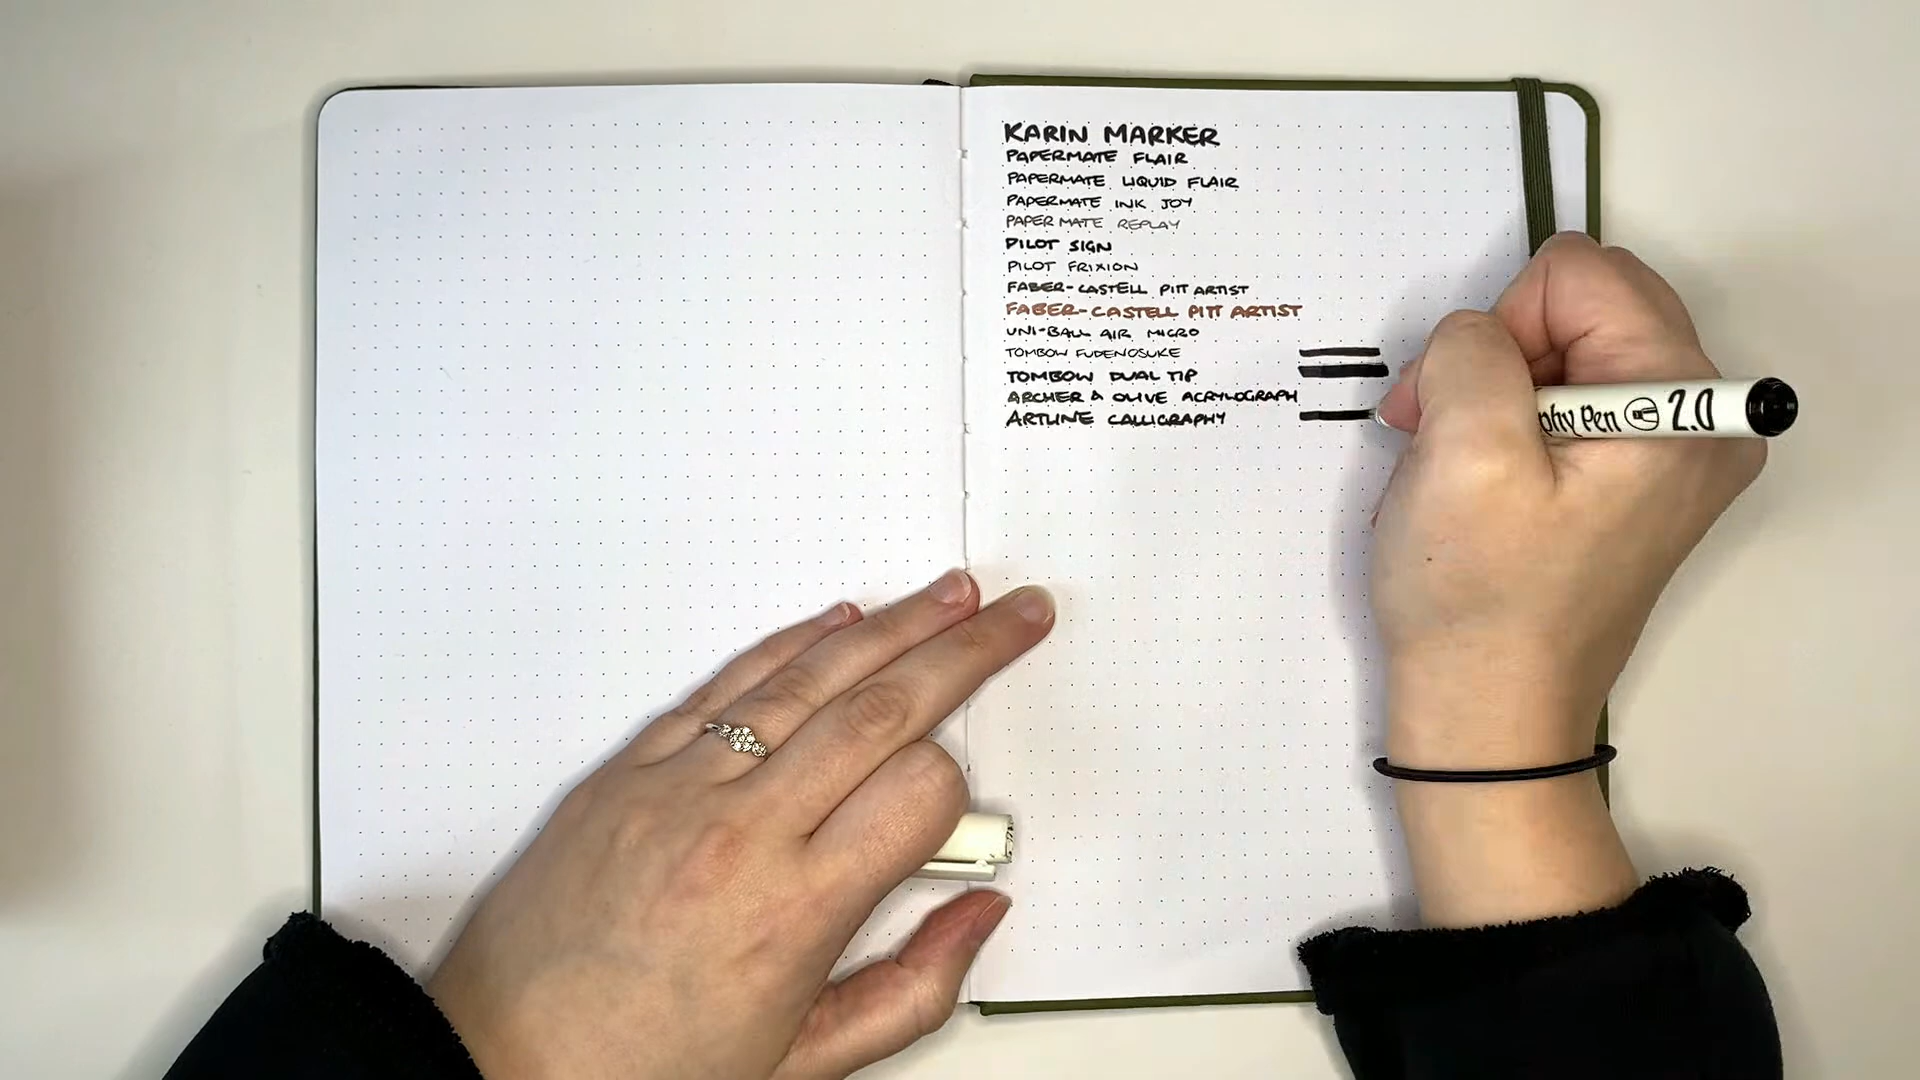 KARIN MARKER
PAPERMATE FLAIR
PAPERMATE LIQUID FLAIR
PAPERMATE INK JOY
PAPER MATE REPLAY
PILOT SIGN
PILOT FRIXION
FABER-CASTELL PITT ARTIST
FABER-CASTELL PITT ARTIST
UNI-BALL AIR MICRO
TOMBOW FUDENOSUKE
TOMBOW DUAL TIP
ARCHER & OLIVE ACRYLOGRAPH
ARTLINE CALLIGRAPHY
phy Pen 2.0